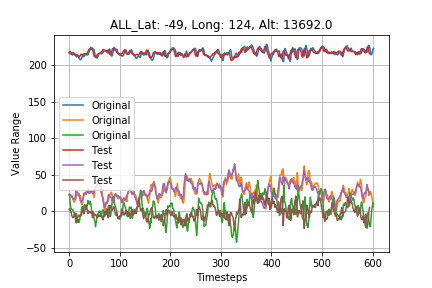 ALL_Lat: -49, Long: 124, Alt: 13692.0
Value Range
200
150
100
50
0
−50
Original
Original
Original
Test
Test
Test
0 100 200 300 400 500 600
Timesteps